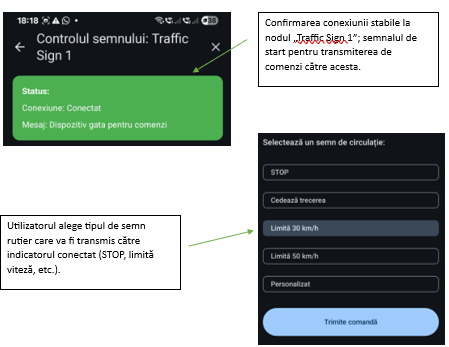 18:18
38
Controlul semnului: Traffic
Sign 1
Status:
Conexiune: Conectat
Mesaj: Dispozitiv gata pentru comenzi
Confirmarea conexiunii stabile la
nodul „Traffic Sign 1”; semnalul de
start pentru transmiterea de
comenzi către acesta.
Selectează un semn de circulație:
STOP
Cedează trecerea
Limită 30 km/h
Limită 50 km/h
Personalizat
Trimite comandă
Utilizatorul alege tipul de semn
rutier care va fi transmis către
indicatorul conectat (STOP, limită
viteză, etc.).